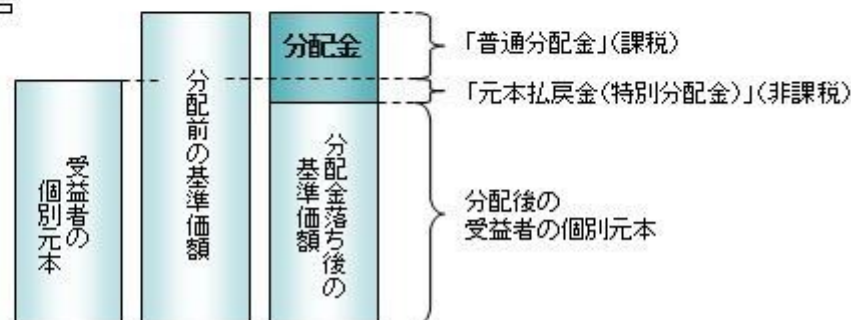 受益者の
個別元本
分配前の基準価額
分配金
分配金落ち後の
基準価額
「普通分配金」(課税)
「元本払戻金(特別分配金)」(非課税)
分配後の
受益者の個別元本